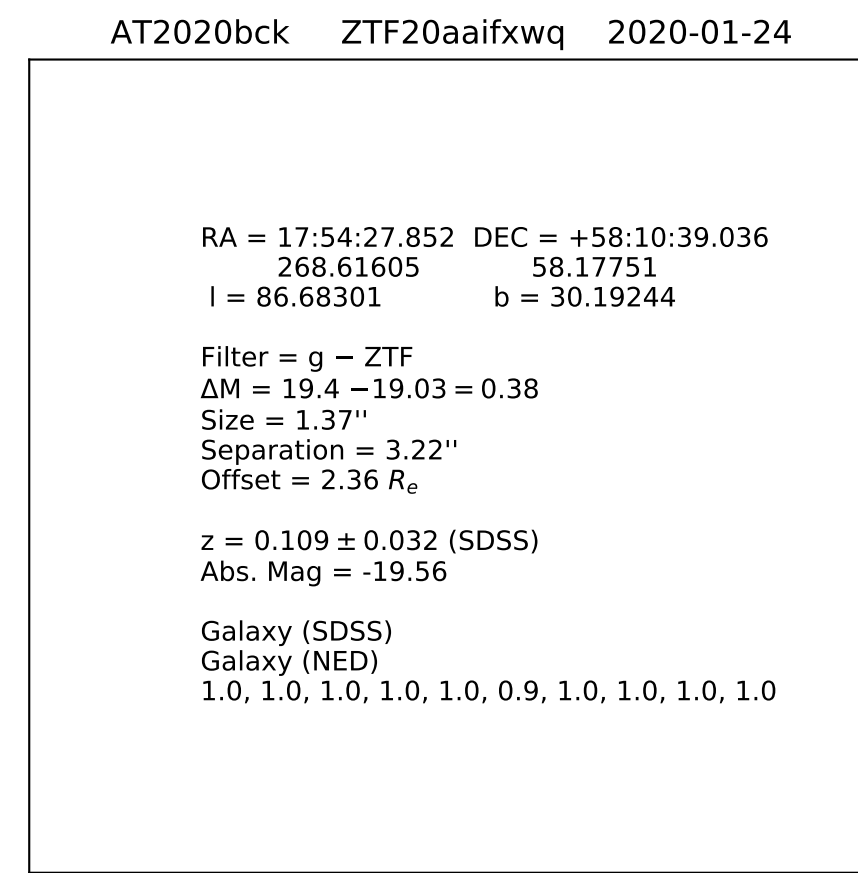 AT2020bck ZTF20aaifxwq 2020-01-24
RA = 17:54:27.852 DEC = +58:10:39.036
268.61605 58.17751
l = 86.68301 b = 30.19244
Filter = g − ZTF
ΔM = 19.4 −19.03 = 0.38
Size = 1.37''
Separation = 3.22''
Offset = 2.36 Rₑ
z = 0.109 ± 0.032 (SDSS)
Abs. Mag = -19.56
Galaxy (SDSS)
Galaxy (NED)
1.0, 1.0, 1.0, 1.0, 1.0, 0.9, 1.0, 1.0, 1.0, 1.0